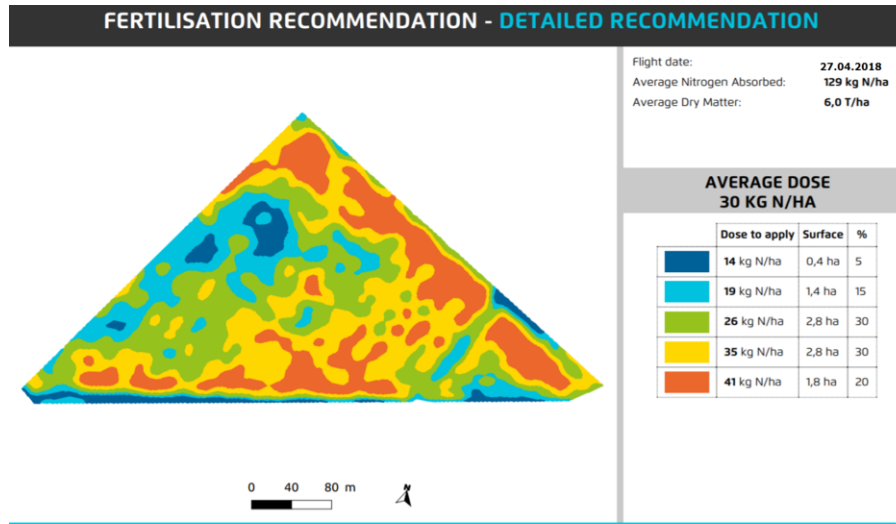 FERTILISATION RECOMMENDATION - DETAILED RECOMMENDATION
Flight date: 27.04.2018
Average Nitrogen Absorbed: 129 kg N/ha
Average Dry Matter: 6,0 T/ha
AVERAGE DOSE
30 KG N/HA
Dose to apply Surface %
14 kg N/ha 0,4 ha 5
19 kg N/ha 1,4 ha 15
26 kg N/ha 2,8 ha 30
35 kg N/ha 2,8 ha 30
41 kg N/ha 1,8 ha 20
0 40 80 m
N